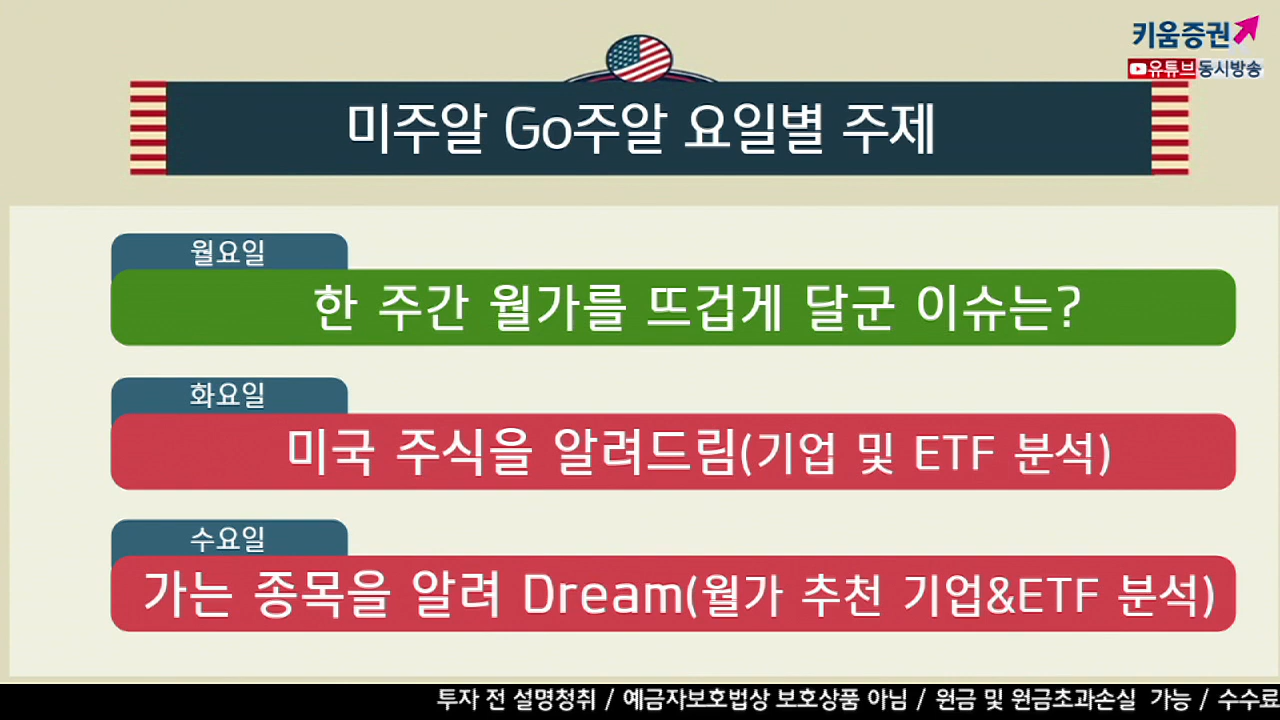 키움증권
유튜브 동시방송
미주알 Go주알 요일별 주제
월요일
한 주간 월가를 뜨겁게 달군 이슈는?
화요일
미국 주식을 알려드림(기업 및 ETF 분석)
수요일
가는 종목을 알려 Dream(월가 추천 기업&ETF 분석)
투자 전 설명청취 / 예금자보호법상 보호상품 아님 / 원금 및 원금초과손실 가능 / 수수료